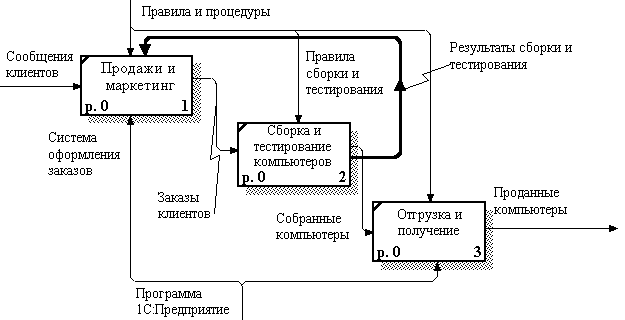 Правила и процедуры
Сообщения
клиентов
Продажи и
маркетинг
р. 0
1
Правила
сборки и
тестирования
Результаты сборки и
тестирования
Система
оформления
заказов
Сборка и
тестирование
компьютеров
р. 0
2
Заказы
клиентов
Собранные
компьютеры
Отгрузка и
получение
р. 0
3
Проданные
компьютеры
Программа
1С:Предприятие